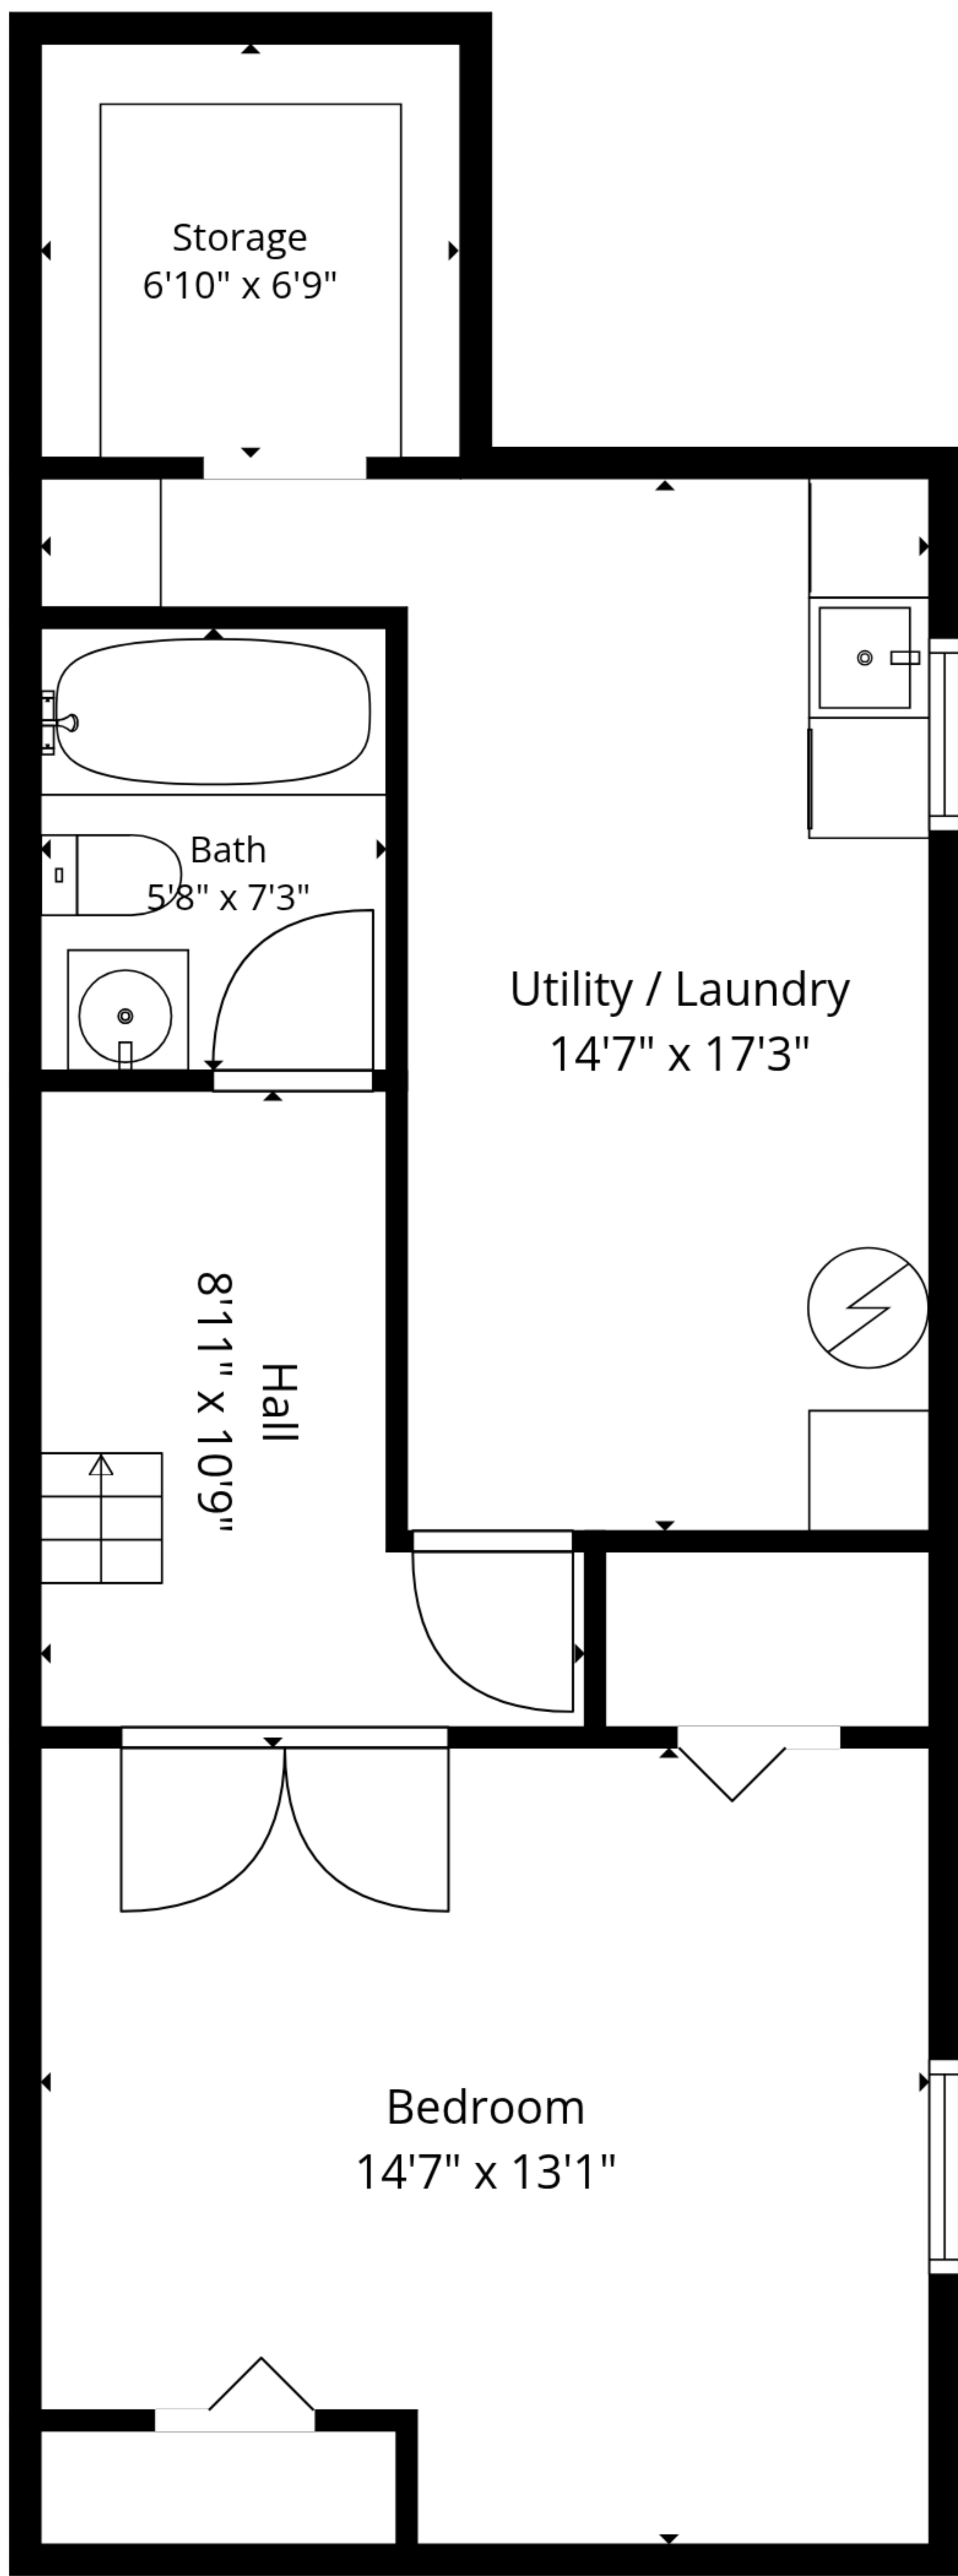 Storage
6'10" x 6'9"
Bath
5'8" x 7'3"
Utility / Laundry
14'7" x 17'3"
Hall
8'11" x 10'9"
Bedroom
14'7" x 13'1"